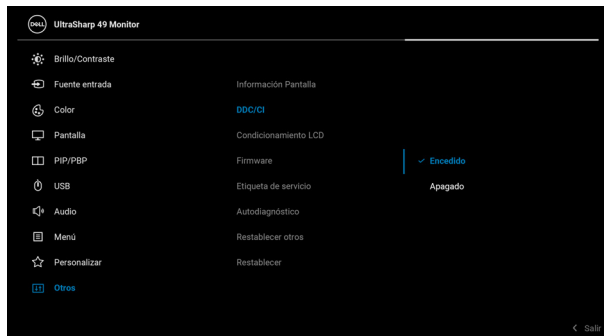 DELL UltraSharp 49 Monitor
Brillo/Contraste
Fuente entrada Información Pantalla
Color DDC/CI
Pantalla Condicionamiento LCD
PIP/PBP Firmware Encedido
USB Etiqueta de servicio Apagado
Audio Autodiagnóstico
Menú Restablecer otros
Personalizar Restablecer
Otros
Salir